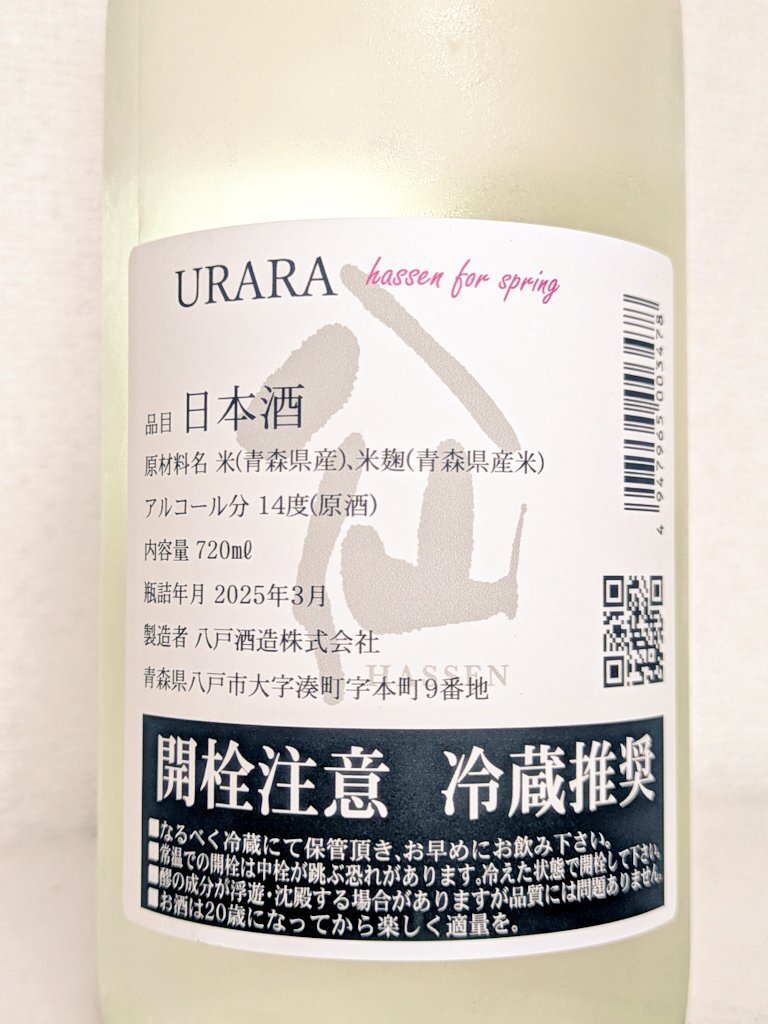 URARA hassen for spring
八仙
品目 日本酒
原材料名 米(青森県産)、米麹(青森県産米)
アルコール分 14度(原酒)
内容量 720mℓ
瓶詰年月 2025年3月
製造者 八戸酒造株式会社
青森県八戸市大字湊町字本町9番地
HASSEN
4947965003478
開栓注意 冷蔵推奨
■なるべく冷蔵にて保管頂き、お早めにお飲み下さい。
■常温での開栓は中栓が跳ぶ恐れがあります。冷えた状態で開栓して下さい。
■醪の成分が浮遊・沈殿する場合がありますが品質には問題ありません。
■お酒は20歳になってから楽しく適量を。